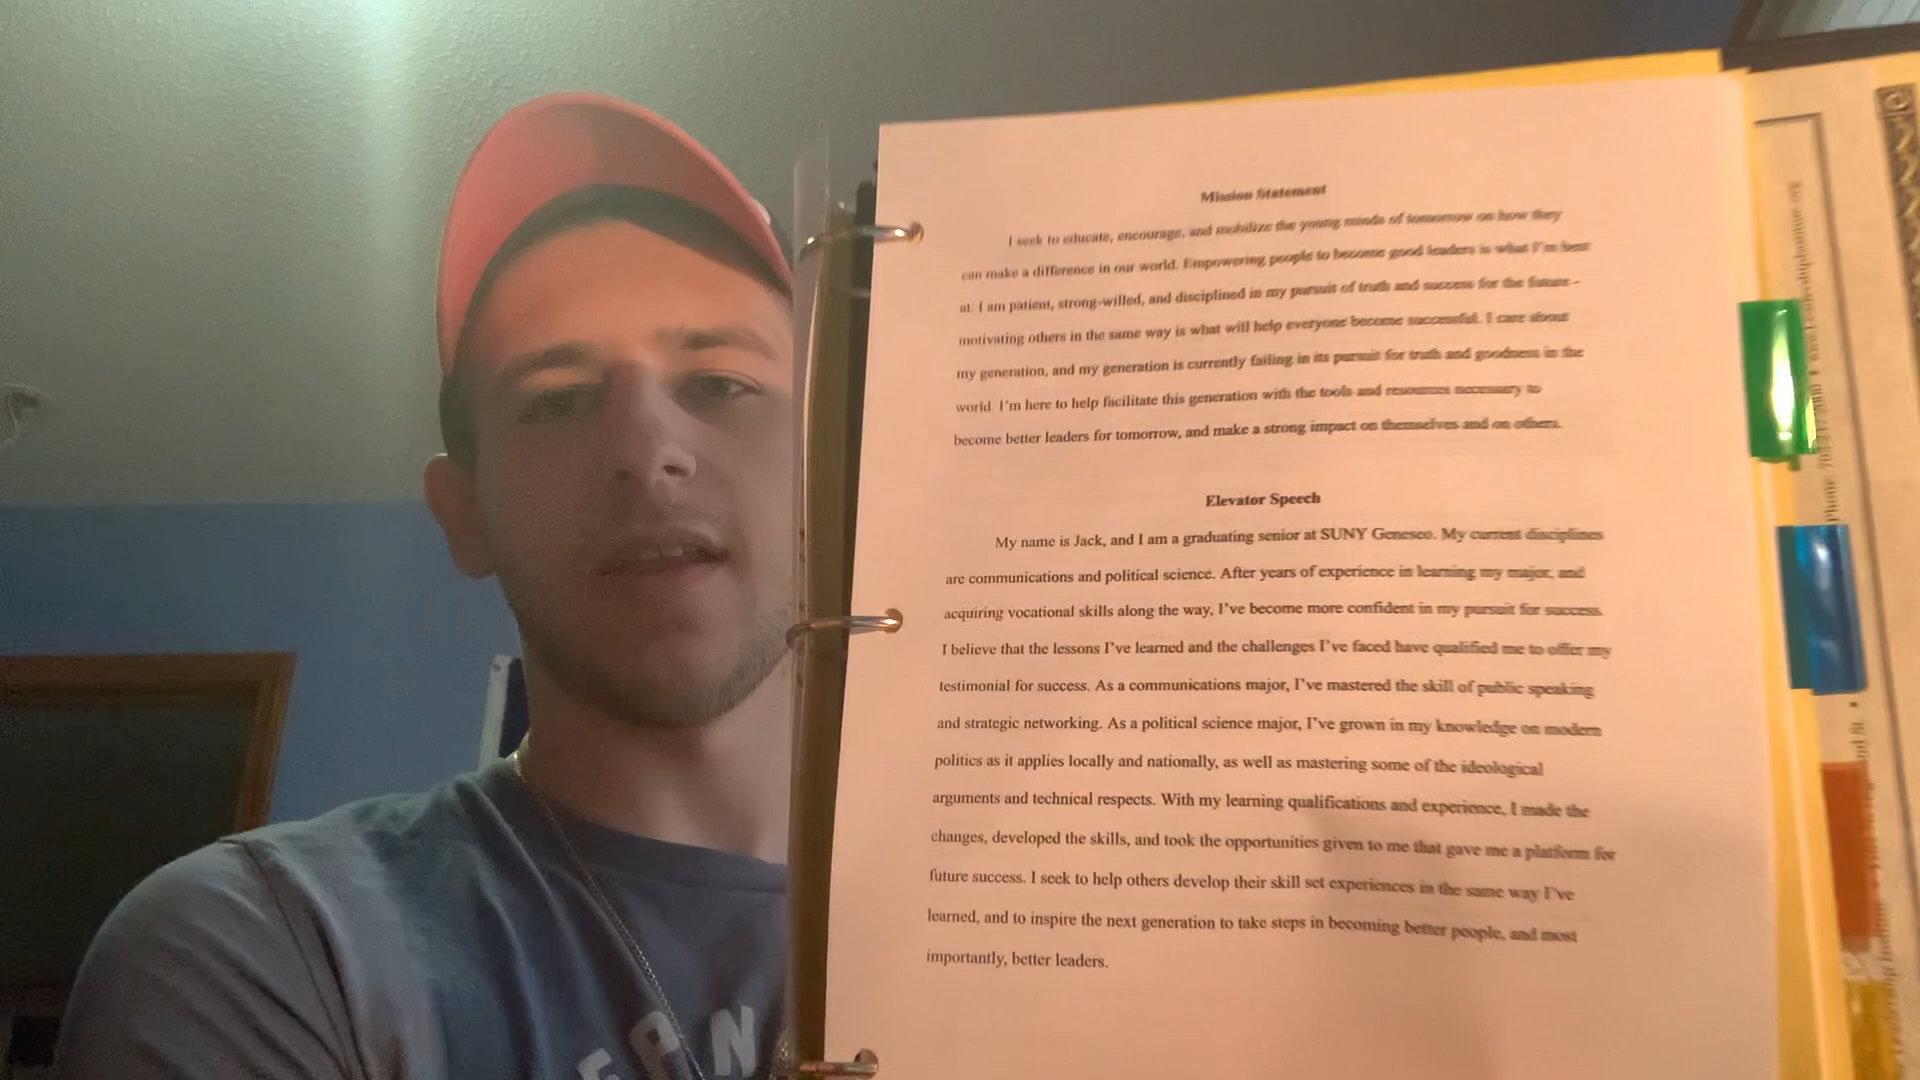 Mission Statement
I seek to educate, encourage, and mobilize the young minds of tomorrow on how they
can make a difference in our world. Empowering people to become good leaders is what I'm best
at. I am patient, strong-willed, and disciplined in my pursuit of truth and success for the future -
motivating others in the same way is what will help everyone become successful. I care about
my generation, and my generation is currently failing in its pursuit for truth and goodness in the
world. I'm here to help facilitate this generation with the tools and resources necessary to
become better leaders for tomorrow, and make a strong impact on themselves and on others.
Elevator Speech
My name is Jack, and I am a graduating senior at SUNY Geneseo. My current disciplines
are communications and political science. After years of experience in learning my major, and
acquiring vocational skills along the way, I've become more confident in my pursuit for success.
I believe that the lessons I've learned and the challenges I've faced have qualified me to offer my
testimonial for success. As a communications major, I've mastered the skill of public speaking
and strategic networking. As a political science major, I've grown in my knowledge on modern
politics as it applies locally and nationally, as well as mastering some of the ideological
arguments and technical respects. With my learning qualifications and experience, I made the
changes, developed the skills, and took the opportunities given to me that gave me a platform for
future success. I seek to help others develop their skill set experiences in the same way I've
learned, and to inspire the next generation to take steps in becoming better people, and most
importantly, better leaders.